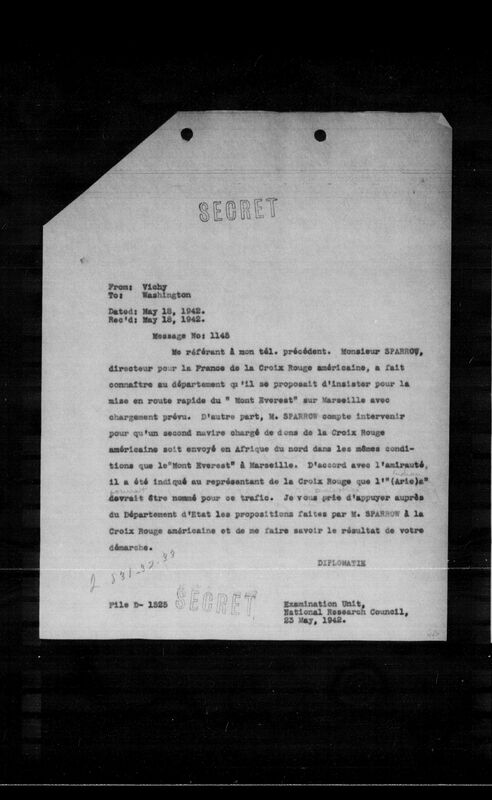 SECRET
From: Vichy
To: Washington
Dated: May 18, 1942.
Rec'd: May 18, 1942.
Message No: 1145
Me référant à mon tél. précédent. Monsieur SPARROW,
directeur pour la France de la Croix Rouge américaine, a fait
connaître au département qu'il se proposait d'insister pour la
mise en route rapide du " Mont Everest" sur Marseille avec
chargement prévu. D'autre part, M. SPARROW compte intervenir
pour qu'un second navire chargé de dons de la Croix Rouge
américaine soit envoyé en Afrique du nord dans les mêmes condi-
tions que le"Mont Everest" à Marseille. D'accord avec l'amirauté,
il a été indiqué au représentant de la Croix Rouge que l'"(Arie)a"
devrait être nommé pour ce trafic. Je vous prie d'appuyer auprès
du Département d'Etat les propositions faites par M. SPARROW à la
Croix Rouge américaine et de me faire savoir le résultat de votre
démarche.
DIPLOMATIE
File D- 1525
SECRET
Examination Unit,
National Research Council,
23 May, 1942.